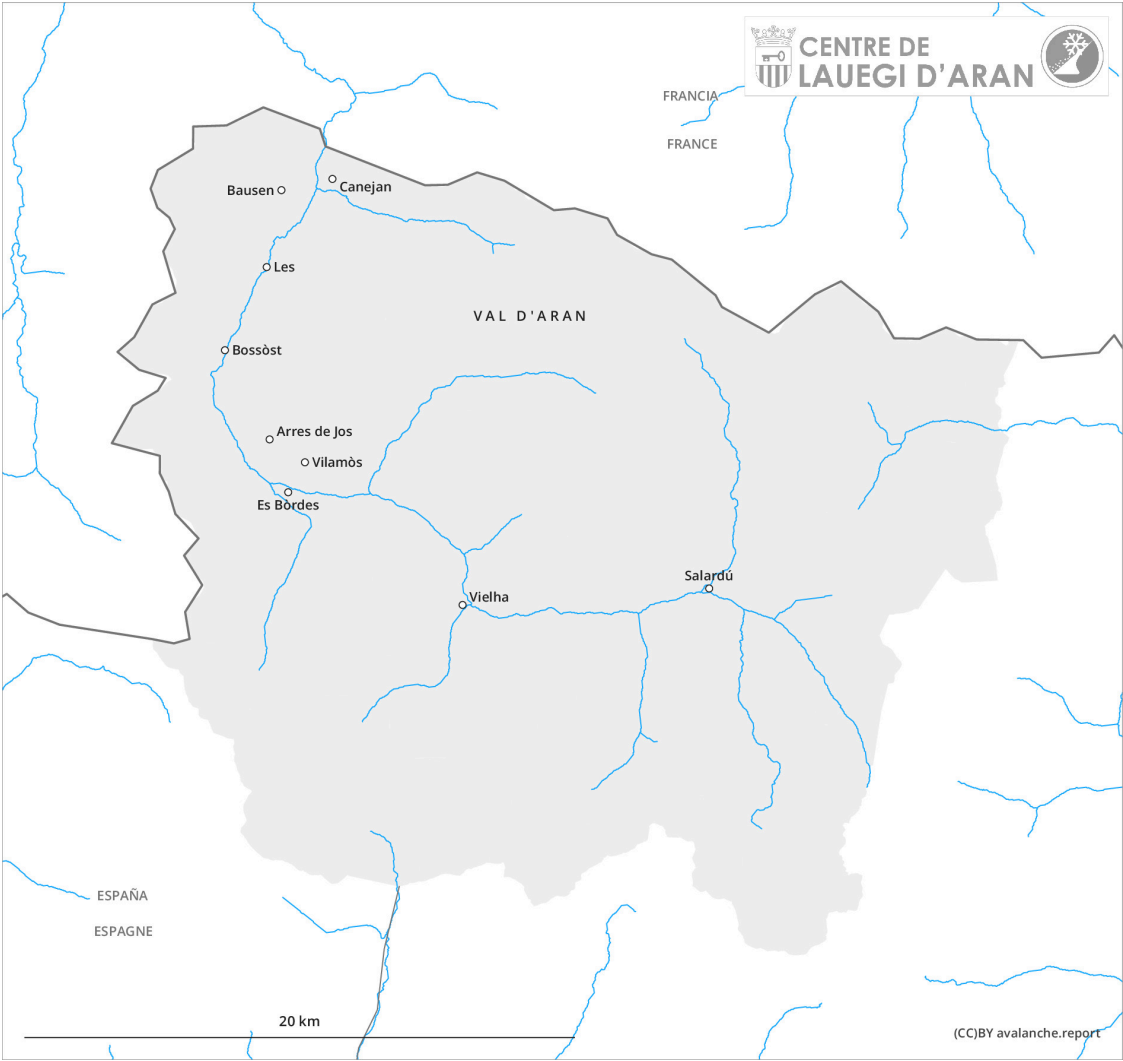 CENTRE DE
LAUEGI D'ARAN
FRANCIA
FRANCE
Bausen
Canejan
Les
VAL D'ARAN
Bossòst
Arres de Jos
Vilamòs
Es Bòrdes
Salardú
Vielha
ESPAÑA
ESPAGNE
20 km
(CC)BY avalanche.report